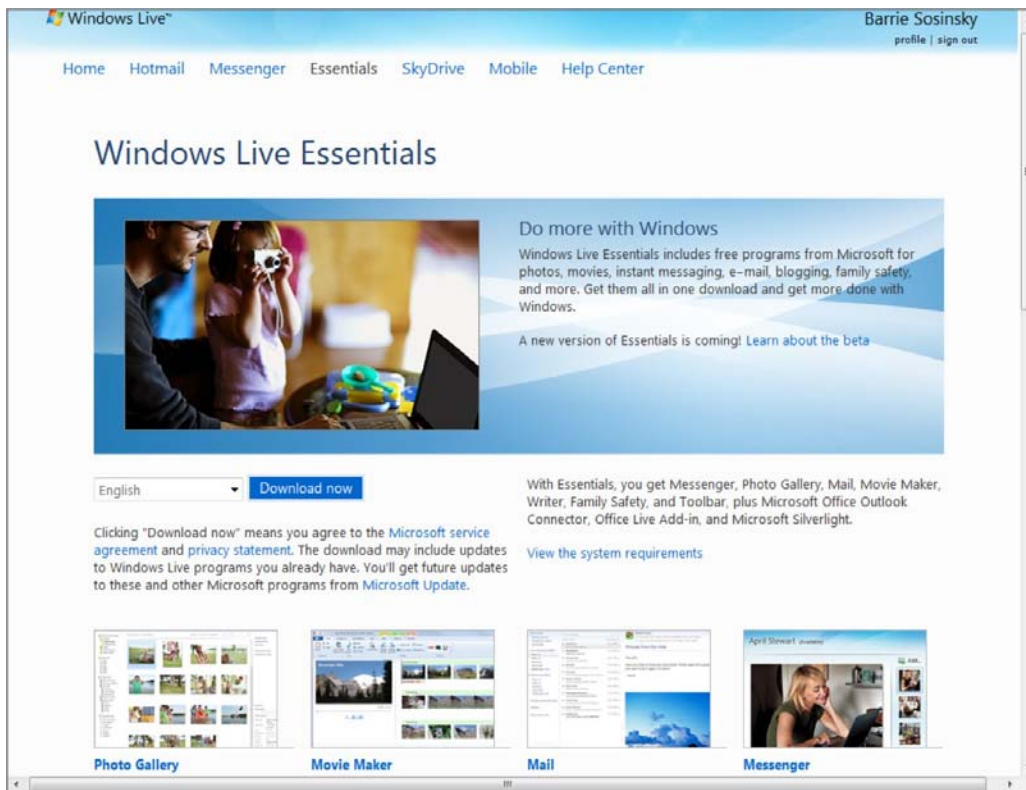 Windows Live™
Barrie Sosinsky
profile | sign out
Home Hotmail Messenger Essentials SkyDrive Mobile Help Center
Windows Live Essentials
Do more with Windows
Windows Live Essentials includes free programs from Microsoft for
photos, movies, instant messaging, e-mail, blogging, family safety,
and more. Get them all in one download and get more done with
Windows.
A new version of Essentials is coming! Learn about the beta
English
Download now
Clicking "Download now" means you agree to the Microsoft service
agreement and privacy statement. The download may include updates
to Windows Live programs you already have. You'll get future updates
to these and other Microsoft programs from Microsoft Update.
With Essentials, you get Messenger, Photo Gallery, Mail, Movie Maker,
Writer, Family Safety, and Toolbar, plus Microsoft Office Outlook
Connector, Office Live Add-in, and Microsoft Silverlight.
View the system requirements
April Stewart (Available)
Photo Gallery
Movie Maker
Mail
Messenger